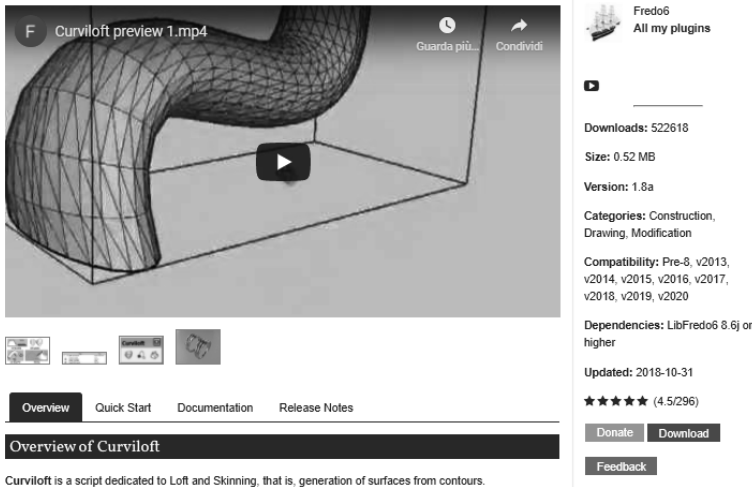 F Curviloft preview 1.mp4
Guarda più...
Condividi
Curviloft
Overview
Quick Start
Documentation
Release Notes
Overview of Curviloft
Curviloft is a script dedicated to Loft and Skinning, that is, generation of surfaces from contours.
Fredo6
All my plugins
Downloads: 522618
Size: 0.52 MB
Version: 1.8a
Categories: Construction,
Drawing, Modification
Compatibility: Pre-8, v2013,
v2014, v2015, v2016, v2017,
v2018, v2019, v2020
Dependencies: LibFredo6 8.6j or
higher
Updated: 2018-10-31
★★★★★ (4.5/296)
Donate
Download
Feedback